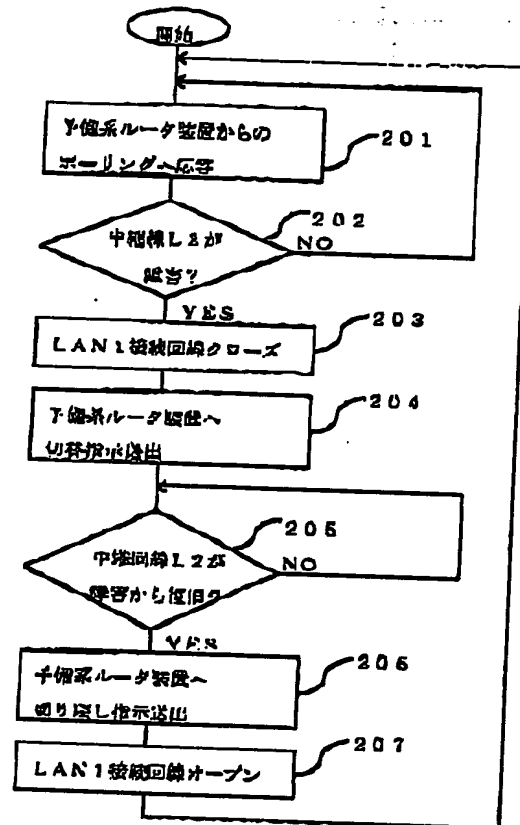 開始
予備系ルータ装置からの
ポーリングへ応答
201
中継線L2が
障害?
202
NO
YES
LAN1接続回線クローズ
203
予備系ルータ装置へ
切替指示送出
204
中継回線L2が
障害から復旧?
205
NO
YES
予備系ルータ装置へ
切り戻し指示送出
206
LAN1接続回線オープン
207